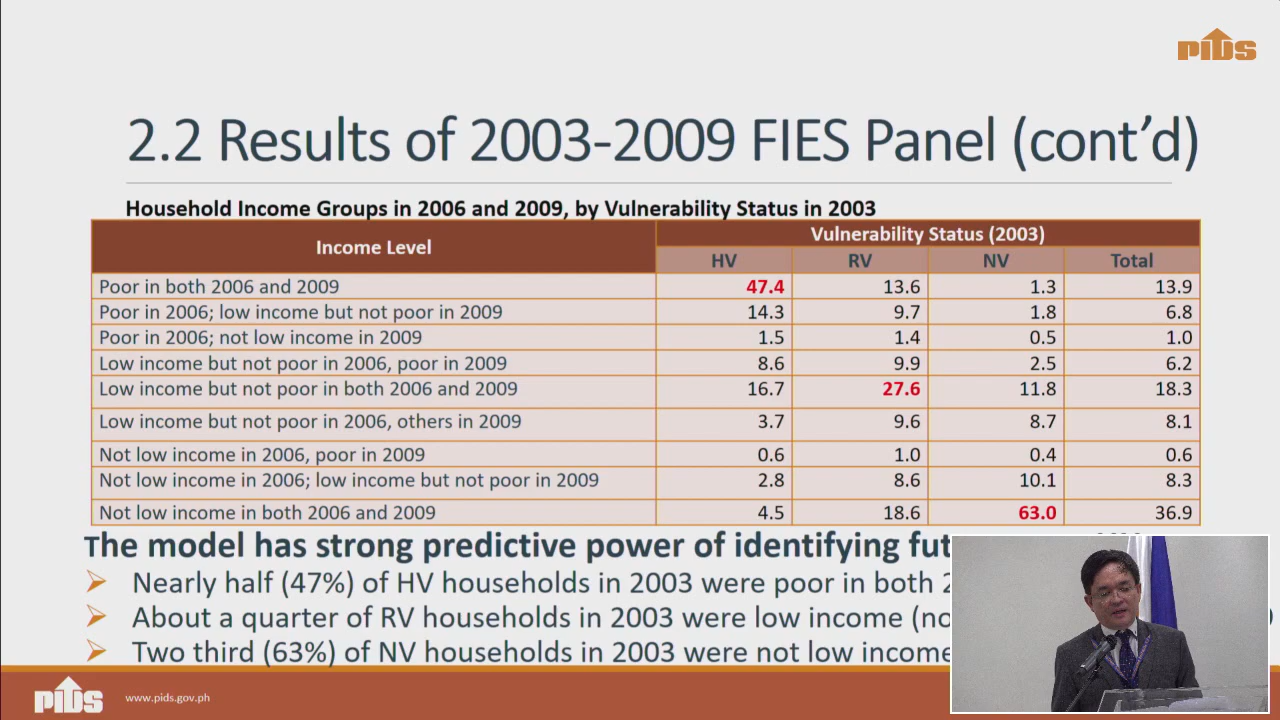 PIDS
2.2 Results of 2003-2009 FIES Panel (cont’d)
Household Income Groups in 2006 and 2009, by Vulnerability Status in 2003
Income Level Vulnerability Status (2003)
HV RV NV Total
Poor in both 2006 and 2009 47.4 13.6 1.3 13.9
Poor in 2006; low income but not poor in 2009 14.3 9.7 1.8 6.8
Poor in 2006; not low income in 2009 1.5 1.4 0.5 1.0
Low income but not poor in 2006, poor in 2009 8.6 9.9 2.5 6.2
Low income but not poor in both 2006 and 2009 16.7 27.6 11.8 18.3
Low income but not poor in 2006, others in 2009 3.7 9.6 8.7 8.1
Not low income in 2006, poor in 2009 0.6 1.0 0.4 0.6
Not low income in 2006; low income but not poor in 2009 2.8 8.6 10.1 8.3
Not low income in both 2006 and 2009 4.5 18.6 63.0 36.9
The model has strong predictive power of identifying
Nearly half (47%) of HV households in 2003 were poor in both
About a quarter of RV households in 2003 were low income
Two third (63%) of NV households in 2003 were not low income
PIDS www.pids.gov.ph